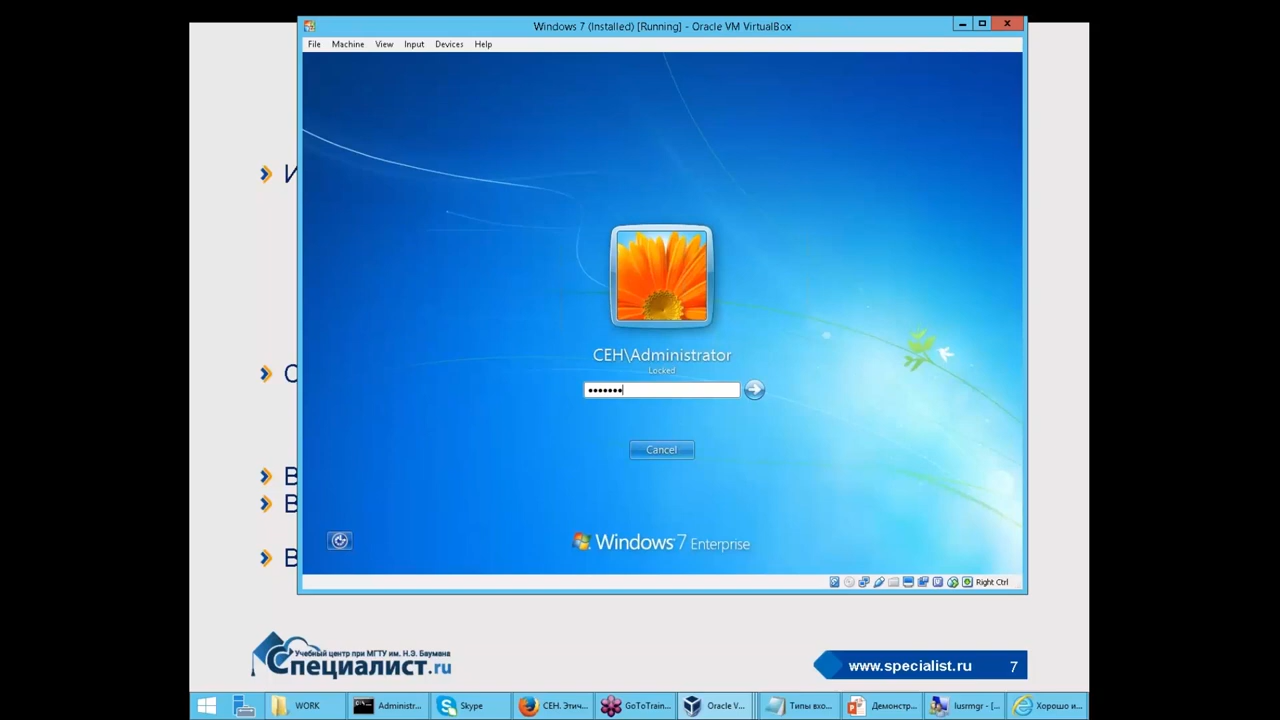 Windows 7 (Installed) [Running] - Oracle VM VirtualBox
File Machine View Input Devices Help
CEH\Administrator
Locked
Cancel
Windows 7 Enterprise
Right Ctrl
Учебный центр при МГТУ им. Н.Э. Баумана
Специалист.ru
www.specialist.ru 7
WORK Administr... Skype CEH. Этич... GoToTrain... Oracle V... Типы вхо... Демонстр... lusrmgr - [... Хорошо и...